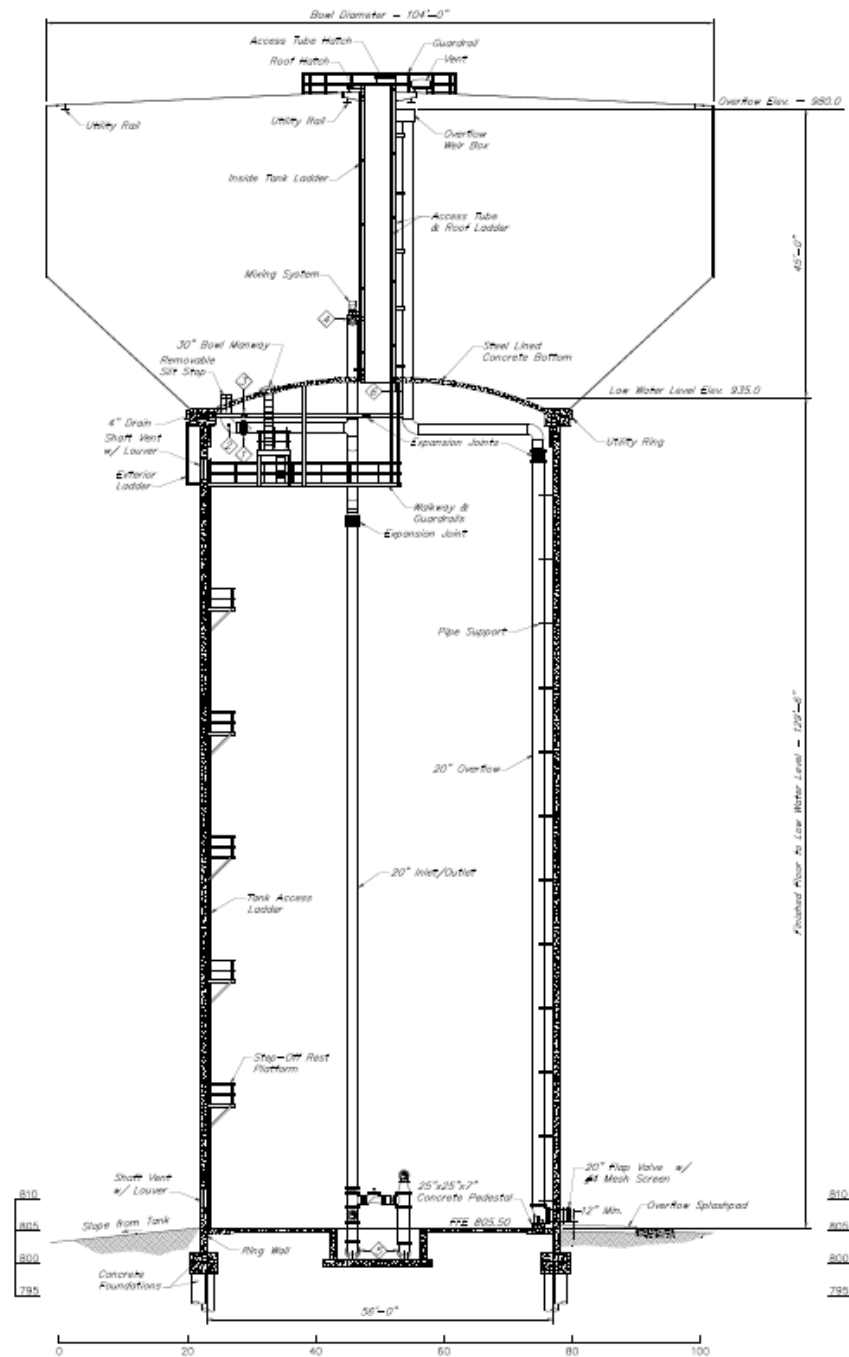 Bowl Diameter - 104'-0"
Access Tube Hatch
Guardrail
Roof Hatch
Vent
Overflow Elev. - 980.0
Utility Rail
Utility Rail
Overflow
Weir Box
Inside Tank Ladder
Access Tube
& Roof Ladder
45'-0"
Mixing System
4
30" Bowl Manway
Removable
Silt Stop
3
Steel Lined
Concrete Bottom
6
Low Water Level Elev. 935.0
4" Drain
Shaft Vent
w/ Louver
2
1
Expansion Joints
Utility Ring
Exterior
Ladder
Walkway &
Guardrails
Expansion Joint
Pipe Support
20" Overflow
Finished Floor to Low Water Level - 129'-6"
20" Inlet/Outlet
Tank Access
Ladder
Step-Off Rest
Platform
Shaft Vent
w/ Louver
25"x25"x7"
Concrete Pedestal
20" Flap Valve w/
#4 Mesh Screen
12" Min.
Overflow Splashpad
810
805
800
795
Slope from Tank
FFE 805.50
810
805
800
795
Ring Wall
5
Concrete
Foundations
56'-0"
0 20 40 60 80 100